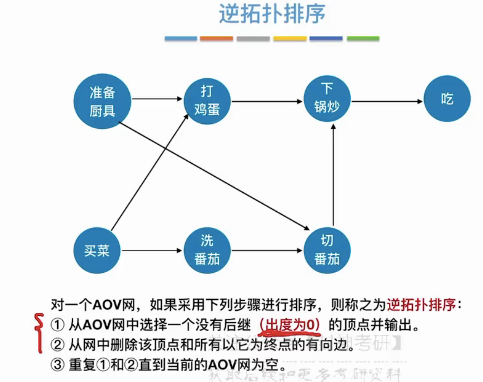 逆拓扑排序
准备
厨具
打
鸡蛋
下
锅炒
吃
买菜
洗
番茄
切
番茄
对一个AOV网，如果采用下列步骤进行排序，则称之为逆拓扑排序：
① 从AOV网中选择一个没有后继（出度为0）的顶点并输出。
② 从网中删除该顶点和所有以它为终点的有向边。
③ 重复①和②直到当前的AOV网为空。